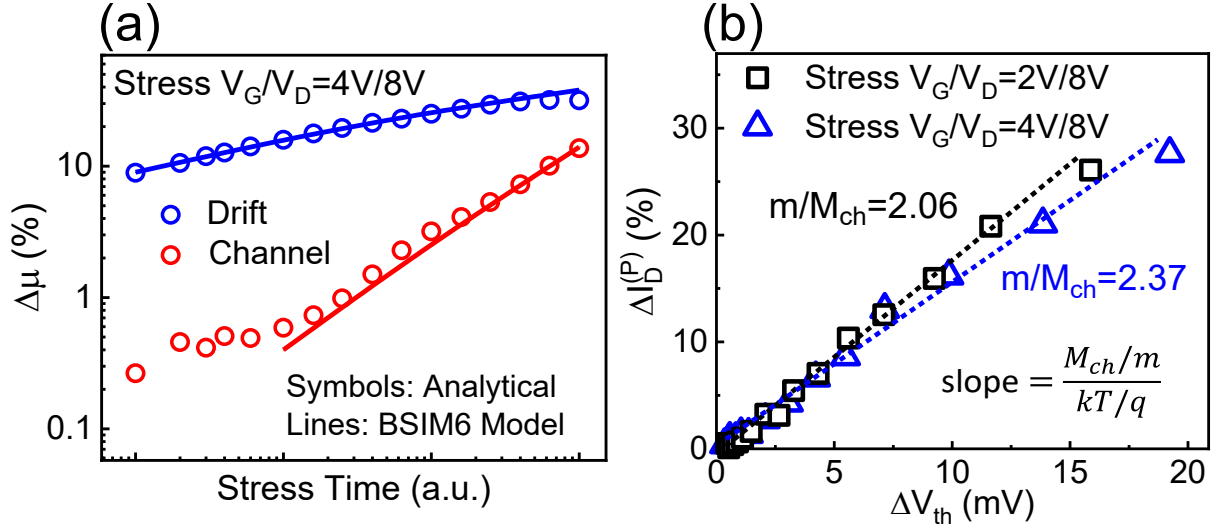 (a)
Stress V_G/V_D=4V/8V
10
1
0.1
Δμ (%)
Drift
Channel
Symbols: Analytical
Lines: BSIM6 Model
Stress Time (a.u.)
(b)
Stress V_G/V_D=2V/8V
Stress V_G/V_D=4V/8V
30
20
10
0
ΔI_D^(P) (%)
m/M_ch=2.06
m/M_ch=2.37
slope = (M_ch/m)/(kT/q)
0 5 10 15 20
ΔV_th (mV)